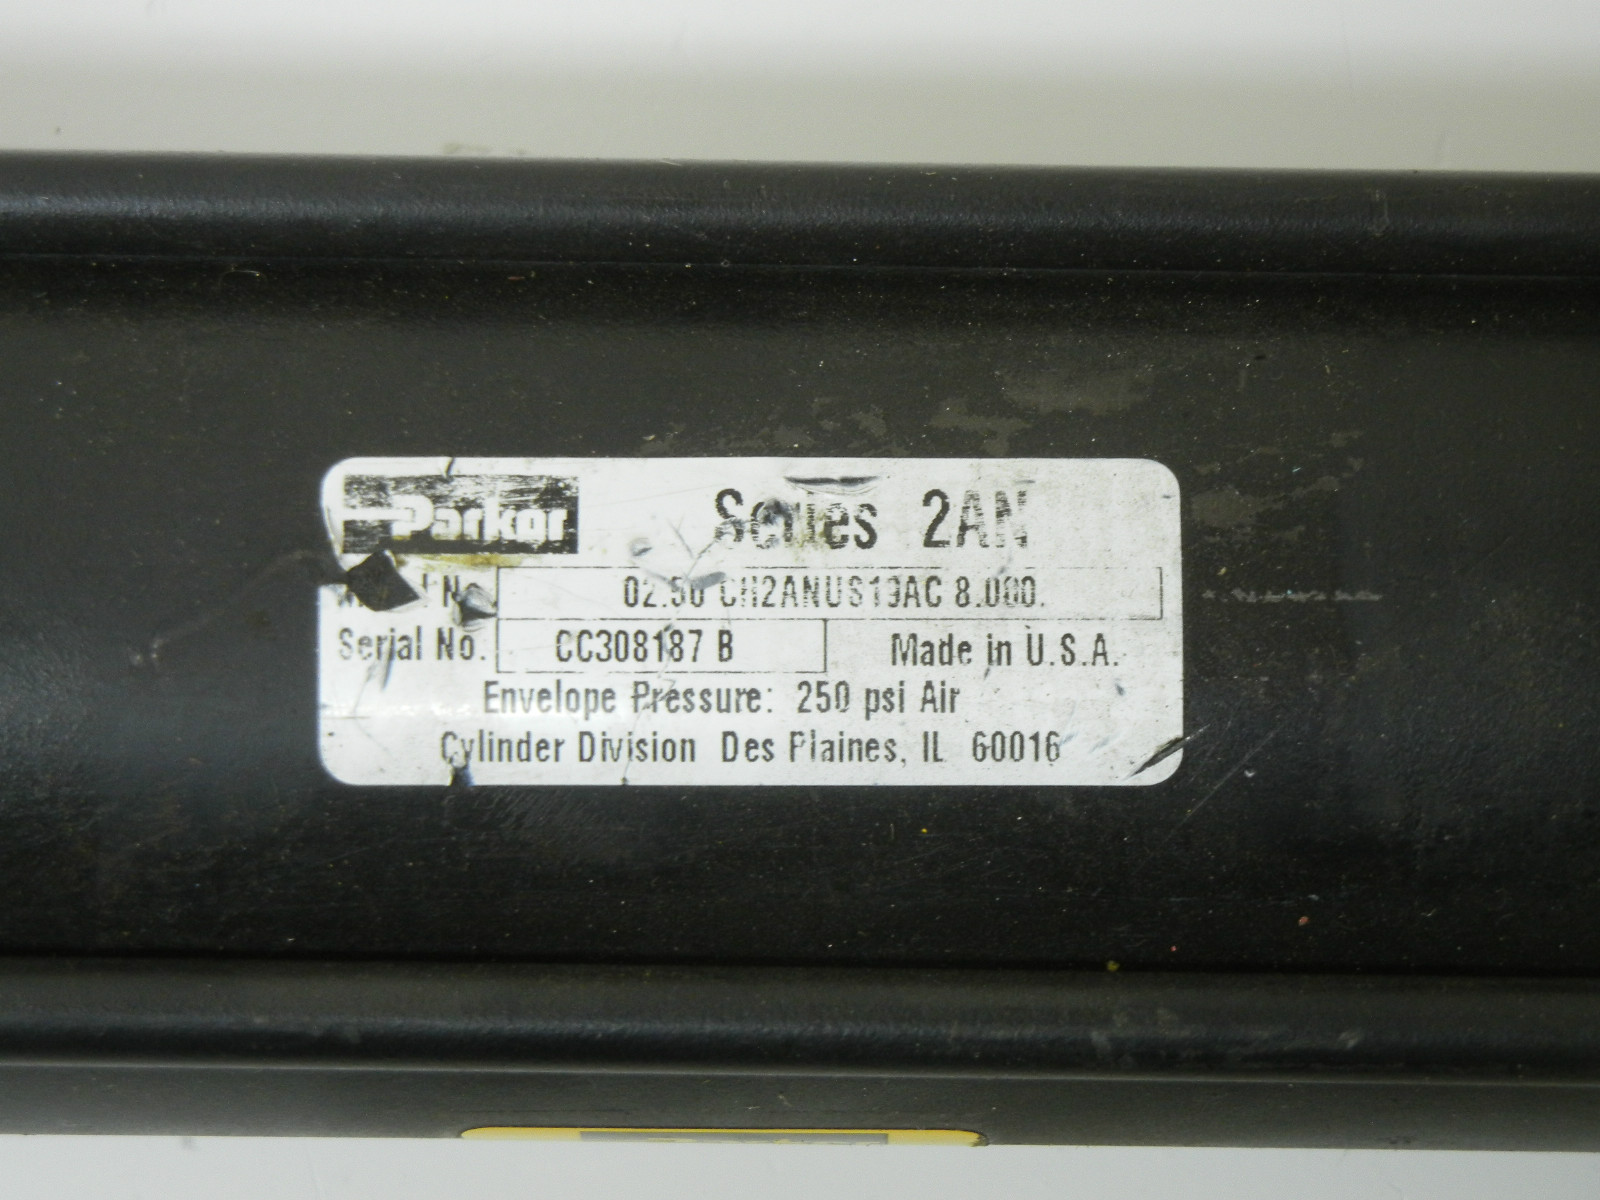 Parker
Series 2AN
No. 02.50 CH2ANUS19AC 8.000.
Serial No. CC308187 B Made in U.S.A.
Envelope Pressure: 250 psi Air
Cylinder Division Des Plaines, IL 60016